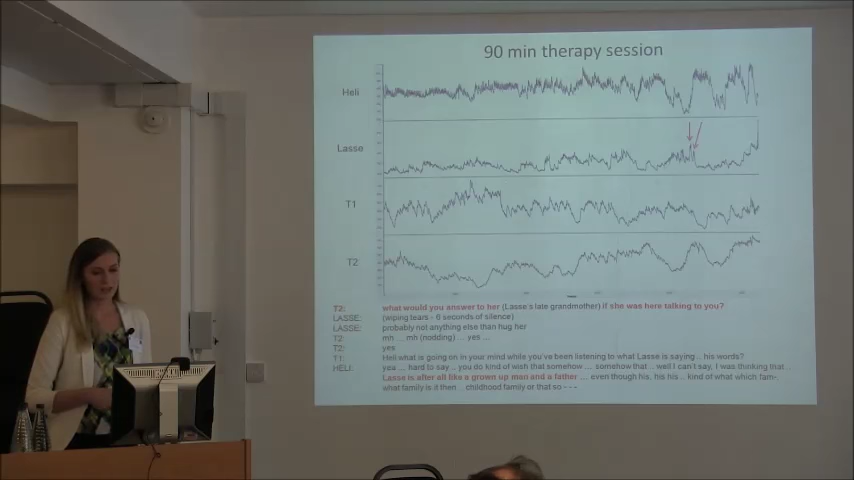 90 min therapy session
Heli
Lasse
T1
T2
T2: what would you answer to her (Lasse's late grandmother) if she was here talking to you?
LASSE: (wiping tears - 6 seconds of silence)
LASSE: probably not anything else than hug her
T2: mh ... mh (nodding) ... yes ...
T2: yes
T1: Heli what is going on in your mind while you've been listening to what Lasse is saying .. his words?
HELI: yea ... hard to say .. you do kind of wish that somehow ... somehow that .. well I can't say, I was thinking that ..
Lasse is after all like a grown up man and a father ... even though his, his his .. kind of what which fam-,
what family is it then .. childhood family or that so - - -